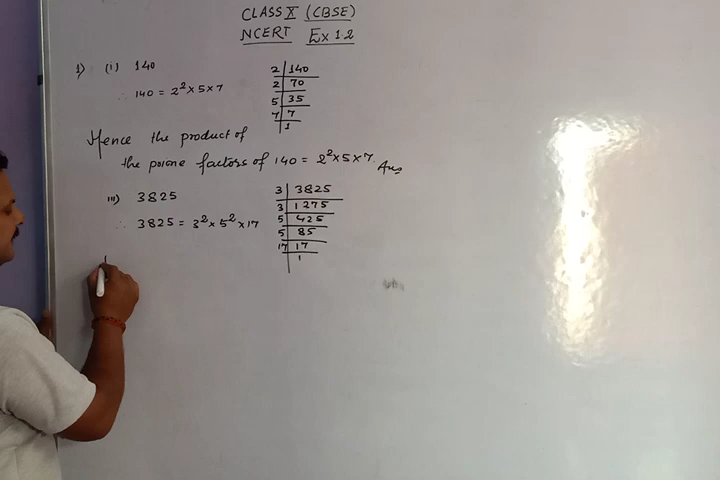 CLASS X (CBSE)
NCERT Ex 1.2
1) (i) 140
∴ 140 = 2² × 5 × 7
2 | 140
2 | 70
5 | 35
7 | 7
1
Hence the product of
the prime factors of 140 = 2² × 5 × 7. Ans
iii) 3825
∴ 3825 = 3² × 5² × 17
3 | 3825
3 | 1275
5 | 425
5 | 85
17 | 17
1